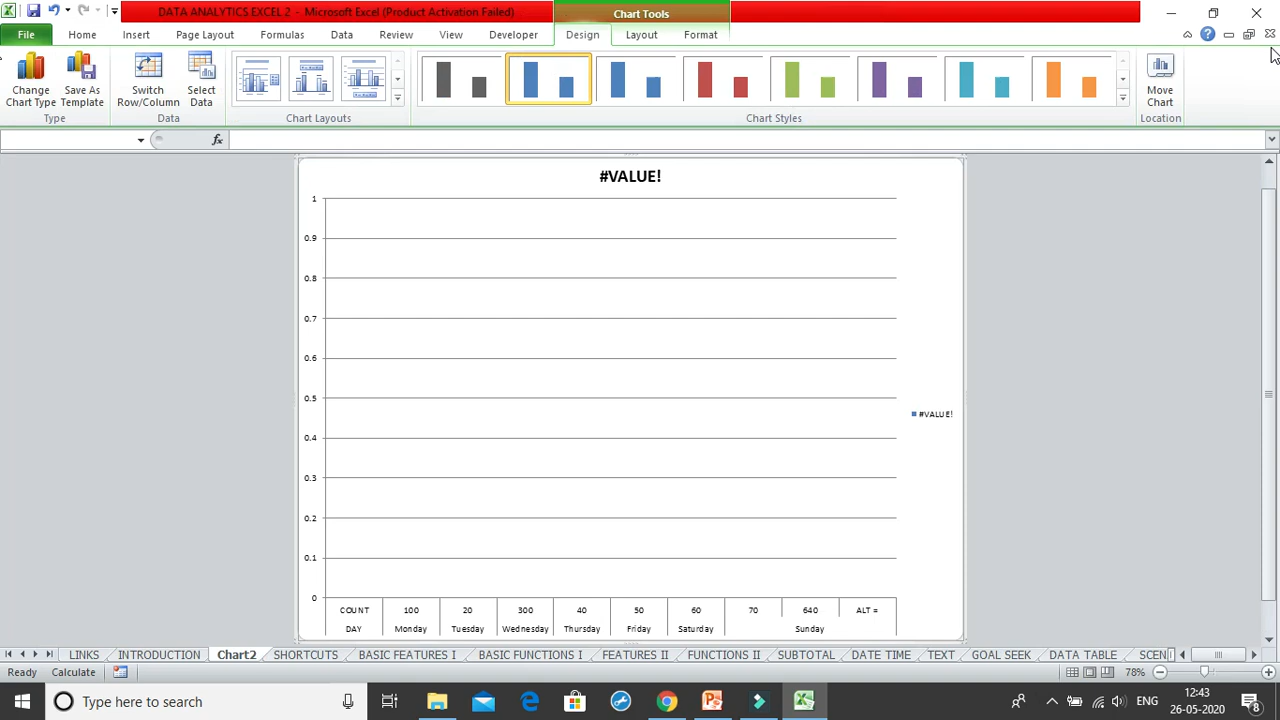 DATA ANALYTICS EXCEL 2 - Microsoft Excel (Product Activation Failed)
Chart Tools
File Home Insert Page Layout Formulas Data Review View Developer Design Layout Format
Change Chart Type
Save As Template
Switch Row/Column
Select Data
Move Chart
Type
Data
Chart Layouts
Chart Styles
Location
fx
#VALUE!
1
0.9
0.8
0.7
0.6
0.5
#VALUE!
0.4
0.3
0.2
0.1
0
COUNT 100 20 300 40 50 60 70 640 ALT =
DAY Monday Tuesday Wednesday Thursday Friday Saturday Sunday
LINKS INTRODUCTION Chart2 SHORTCUTS BASIC FEATURES I BASIC FUNCTIONS I FEATURES II FUNCTIONS II SUBTOTAL DATE TIME TEXT GOAL SEEK DATA TABLE SCEN
Ready Calculate 78%
Type here to search
ENG
12:43
26-05-2020
8